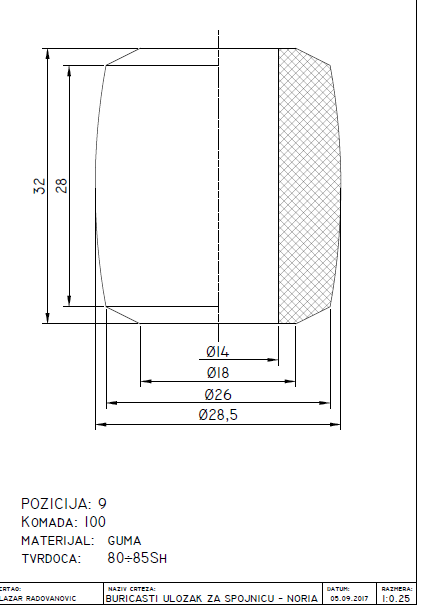 32
28
Ø14
Ø18
Ø26
Ø28,5
POZICIJA: 9
KOMADA: 100
MATERIJAL: GUMA
TVRDOCA: 80÷85SH
CRTAO: NAZIV CRTEZA: DATUM: RAZMERA:
LAZAR RADOVANOVIC BURICASTI ULOZAK ZA SPOJNICU - NORIA 05.09.2017 1:0.25